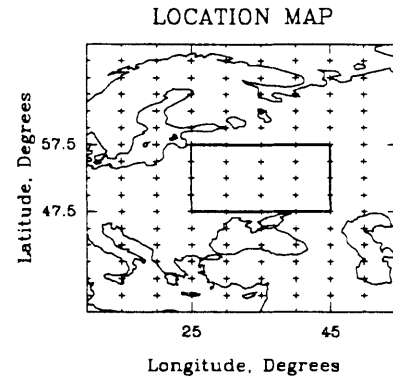 LOCATION MAP
Latitude, Degrees
57.5
47.5
25 45
Longitude, Degrees